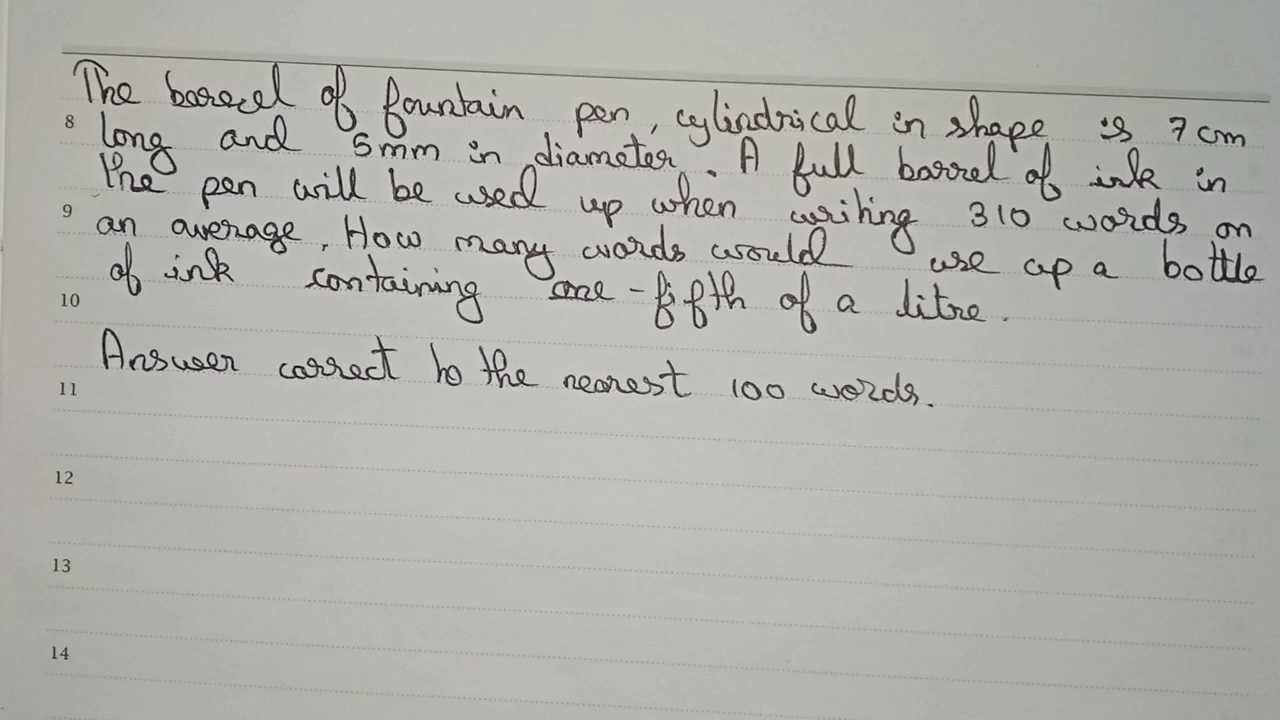 The barrel of fountain pen, cylindrical in shape is 7 cm
8 long and 5mm in diameter. A full barrel of ink in
the pen will be used up when writing 310 words on
9 an average. How many words would use up a bottle
of ink containing one-fifth of a litre.
10
Answer correct to the nearest 100 words.
11
12
13
14